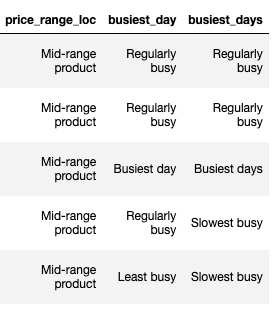 price_range_loc busiest_day busiest_days
Mid-range product Regularly busy Regularly busy
Mid-range product Regularly busy Regularly busy
Mid-range product Busiest day Busiest days
Mid-range product Regularly busy Slowest busy
Mid-range product Least busy Slowest busy